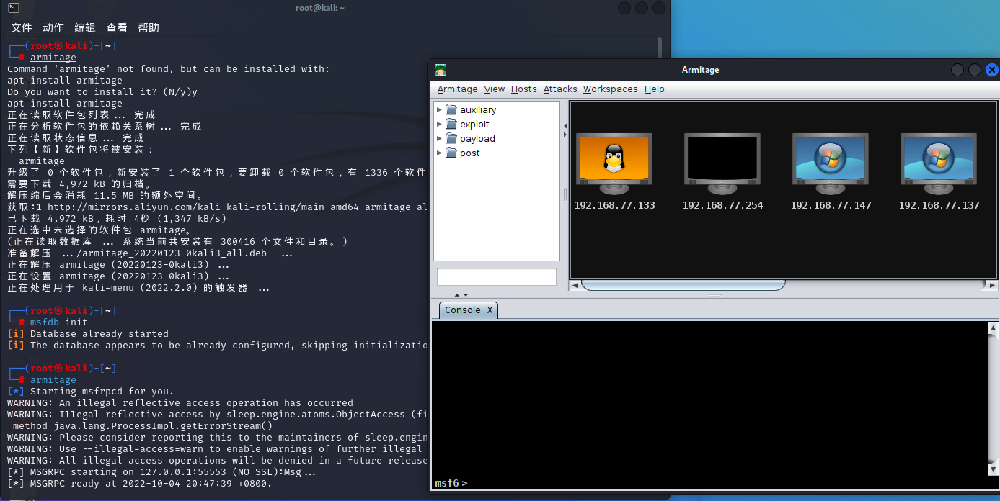 root@kali: ~
文件 动作 编辑 查看 帮助
┌──(root㉿kali)-[~]
└─# armitage
Command 'armitage' not found, but can be installed with:
apt install armitage
Do you want to install it? (N/y)y
apt install armitage
正在读取软件包列表... 完成
正在分析软件包的依赖关系树... 完成
正在读取状态信息... 完成
下列【新】软件包将被安装：
armitage
升级了 0 个软件包，新安装了 1 个软件包，要卸载 0 个软件包，有 1336 个软件
需要下载 4,972 kB 的归档。
解压缩后会消耗 11.5 MB 的额外空间。
获取:1 http://mirrors.aliyun.com/kali kali-rolling/main amd64 armitage al
已下载 4,972 kB，耗时 4秒 (1,347 kB/s)
正在选中未选择的软件包 armitage。
(正在读取数据库 ... 系统当前共安装有 300416 个文件和目录。)
准备解压 .../armitage_20220123-0kali3_all.deb ...
正在解压 armitage (20220123-0kali3) ...
正在设置 armitage (20220123-0kali3) ...
正在处理用于 kali-menu (2022.2.0) 的触发器 ...
┌──(root㉿kali)-[~]
└─# msfdb init
[i] Database already started
[i] The database appears to be already configured, skipping initializatio
┌──(root㉿kali)-[~]
└─# armitage
[*] Starting msfrpcd for you.
WARNING: An illegal reflective access operation has occurred
WARNING: Illegal reflective access by sleep.engine.atoms.ObjectAccess (fi
method java.lang.ProcessImpl.getErrorStream()
WARNING: Please consider reporting this to the maintainers of sleep.engin
WARNING: Use --illegal-access=warn to enable warnings of further illegal
WARNING: All illegal access operations will be denied in a future release
[*] MSGRPC starting on 127.0.0.1:55553 (NO SSL):Msg...
[*] MSGRPC ready at 2022-10-04 20:47:39 +0800.
Armitage
Armitage View Hosts Attacks Workspaces Help
auxiliary
exploit
payload
post
192.168.77.133 192.168.77.254 192.168.77.147 192.168.77.137
Console X
msf6 >